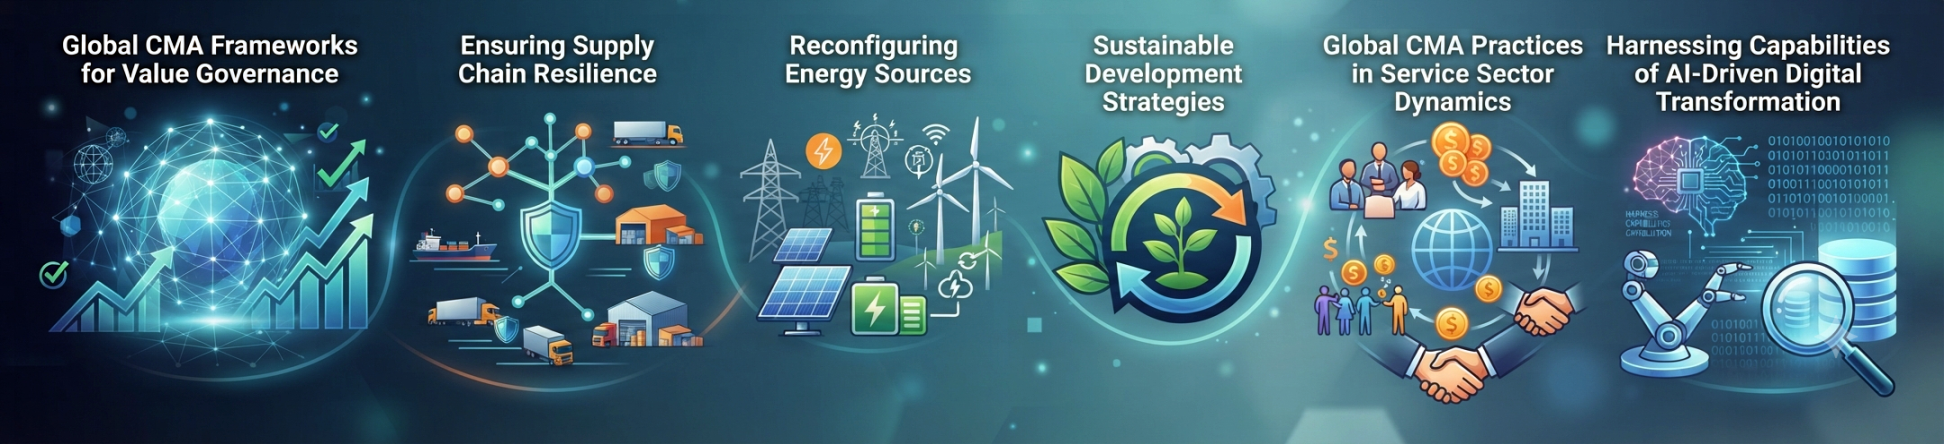 Global CMA Frameworks
for Value Governance
Ensuring Supply
Chain Resilience
Reconfiguring
Energy Sources
Sustainable
Development
Strategies
Global CMA Practices
in Service Sector
Dynamics
Harnessing Capabilities
of AI-Driven Digital
Transformation